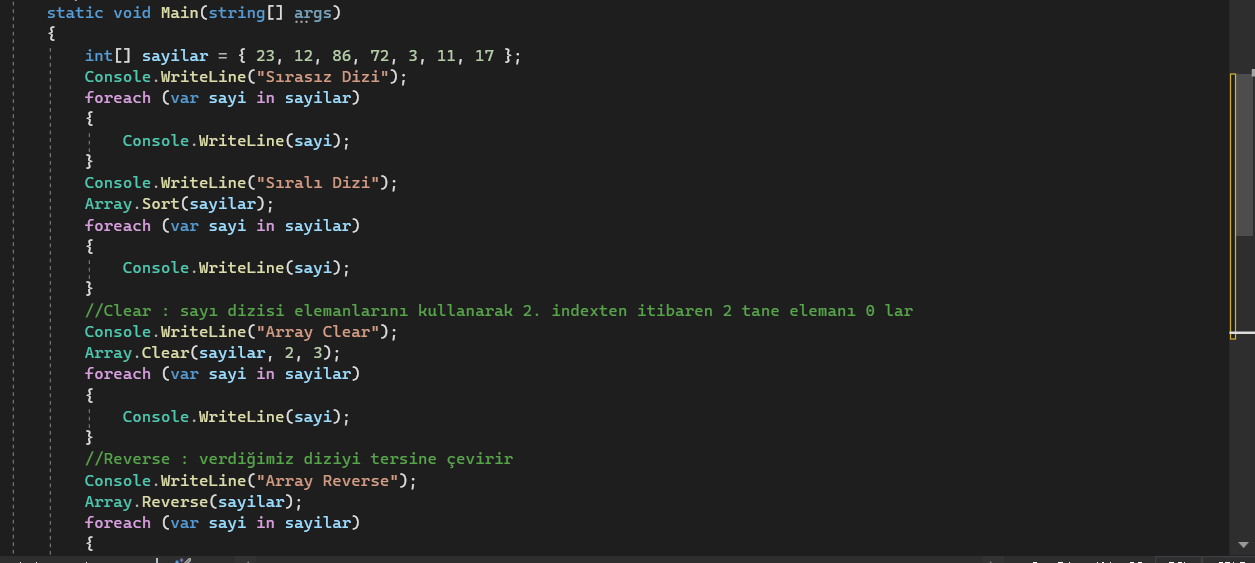 static void Main(string[] args)
{
int[] sayilar = { 23, 12, 86, 72, 3, 11, 17 };
Console.WriteLine("Sırasız Dizi");
foreach (var sayi in sayilar)
{
Console.WriteLine(sayi);
}
Console.WriteLine("Sıralı Dizi");
Array.Sort(sayilar);
foreach (var sayi in sayilar)
{
Console.WriteLine(sayi);
}
//Clear : sayı dizisi elemanlarını kullanarak 2. indexten itibaren 2 tane elemanı 0 lar
Console.WriteLine("Array Clear");
Array.Clear(sayilar, 2, 3);
foreach (var sayi in sayilar)
{
Console.WriteLine(sayi);
}
//Reverse : verdiğimiz diziyi tersine çevirir
Console.WriteLine("Array Reverse");
Array.Reverse(sayilar);
foreach (var sayi in sayilar)
{